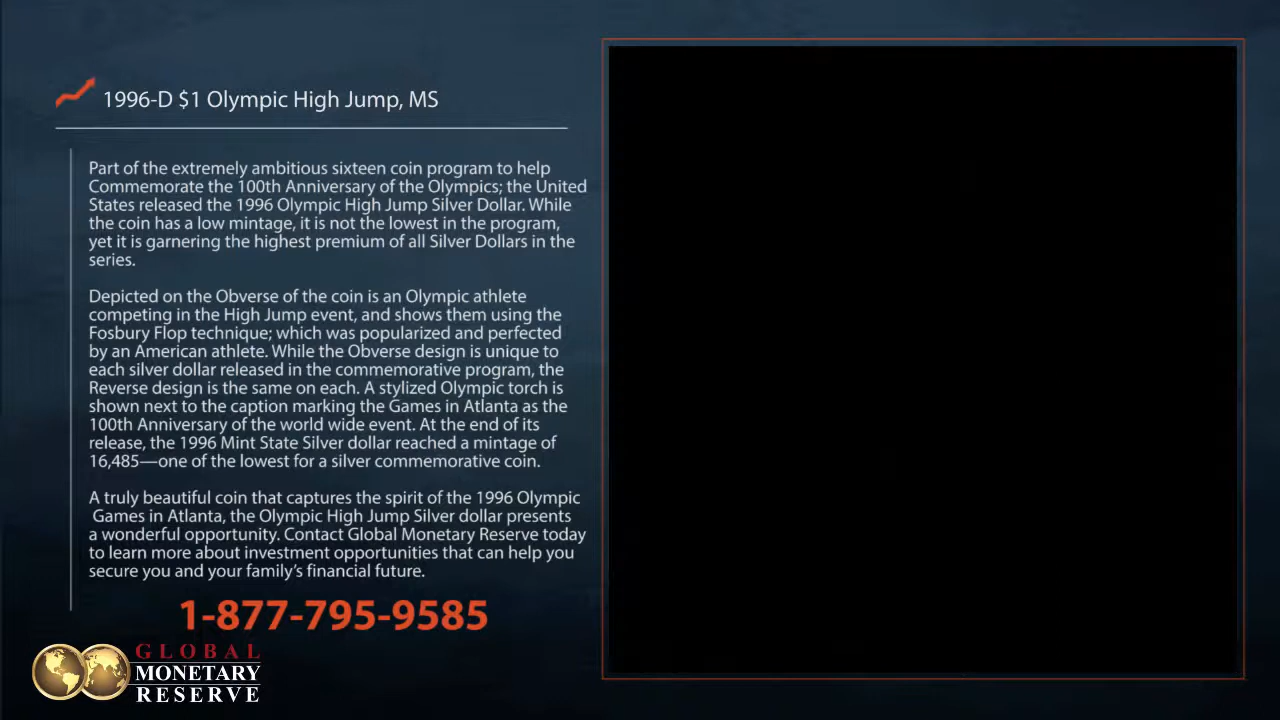 1996-D $1 Olympic High Jump, MS
Part of the extremely ambitious sixteen coin program to help
Commemorate the 100th Anniversary of the Olympics; the United
States released the 1996 Olympic High Jump Silver Dollar. While
the coin has a low mintage, it is not the lowest in the program,
yet it is garnering the highest premium of all Silver Dollars in the
series.
Depicted on the Obverse of the coin is an Olympic athlete
competing in the High Jump event, and shows them using the
Fosbury Flop technique; which was popularized and perfected
by an American athlete. While the Obverse design is unique to
each silver dollar released in the commemorative program, the
Reverse design is the same on each. A stylized Olympic torch is
shown next to the caption marking the Games in Atlanta as the
100th Anniversary of the world wide event. At the end of its
release, the 1996 Mint State Silver dollar reached a mintage of
16,485—one of the lowest for a silver commemorative coin.
A truly beautiful coin that captures the spirit of the 1996 Olympic
Games in Atlanta, the Olympic High Jump Silver dollar presents
a wonderful opportunity. Contact Global Monetary Reserve today
to learn more about investment opportunities that can help you
secure you and your family's financial future.
1-877-795-9585
GLOBAL
MONETARY
RESERVE